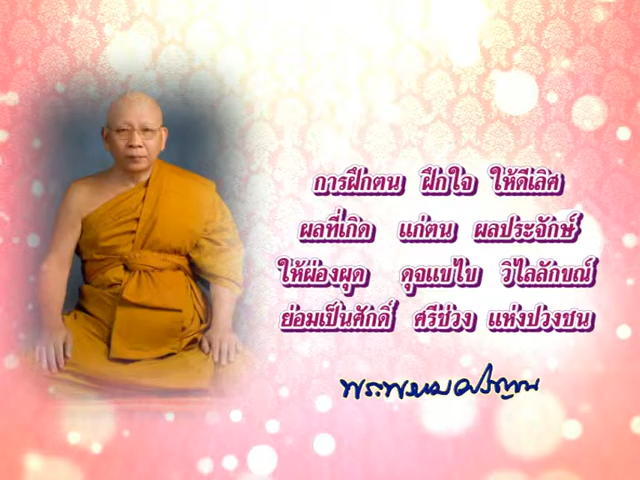 การฝึกตน ฝึกใจ ให้ดีเลิศ
ผลที่เกิด แก่ตน ผลประจักษ์
ให้ผ่องผุด ดุจแบไบ วิไลลักขณ์
ย่อมเป็นศักดิ์ ศรีช่วง แห่งปวงชน